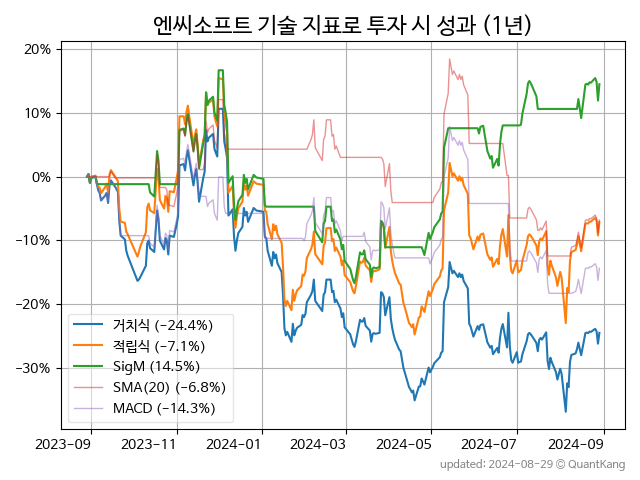 엔씨소프트 기술 지표로 투자 시 성과 (1년)
20%
10%
0%
−10%
−20%
−30%
거치식 (−24.4%)
적립식 (−7.1%)
SigM (14.5%)
SMA(20) (−6.8%)
MACD (−14.3%)
2023-09
2023-11
2024-01
2024-03
2024-05
2024-07
2024-09
updated: 2024-08-29 © QuantKang